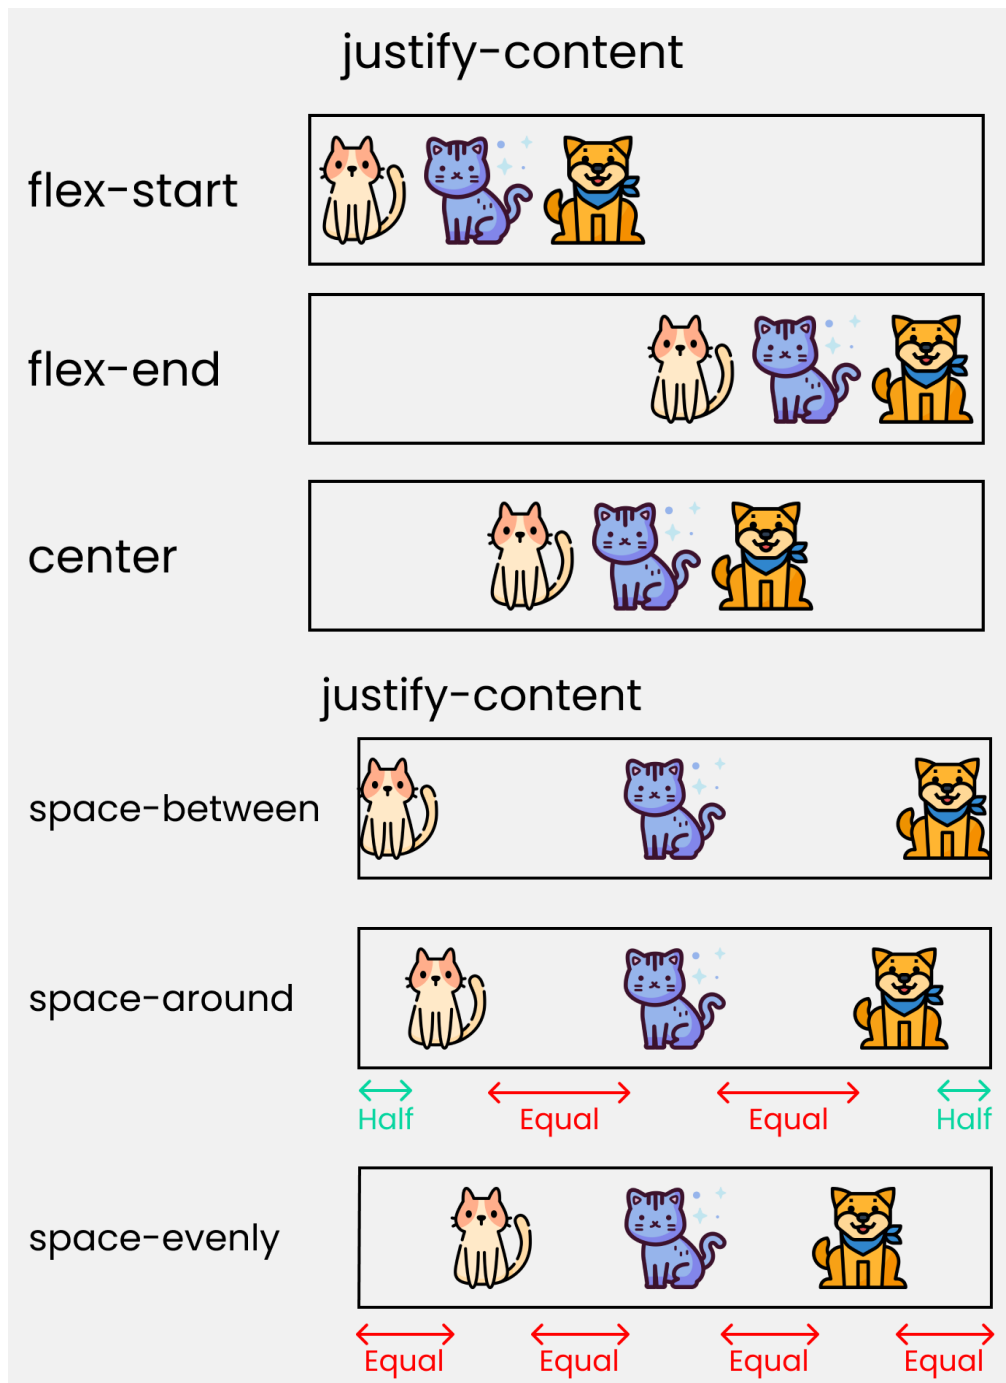 justify-content
flex-start
flex-end
center
justify-content
space-between
space-around
Half Equal Equal Half
space-evenly
Equal Equal Equal Equal